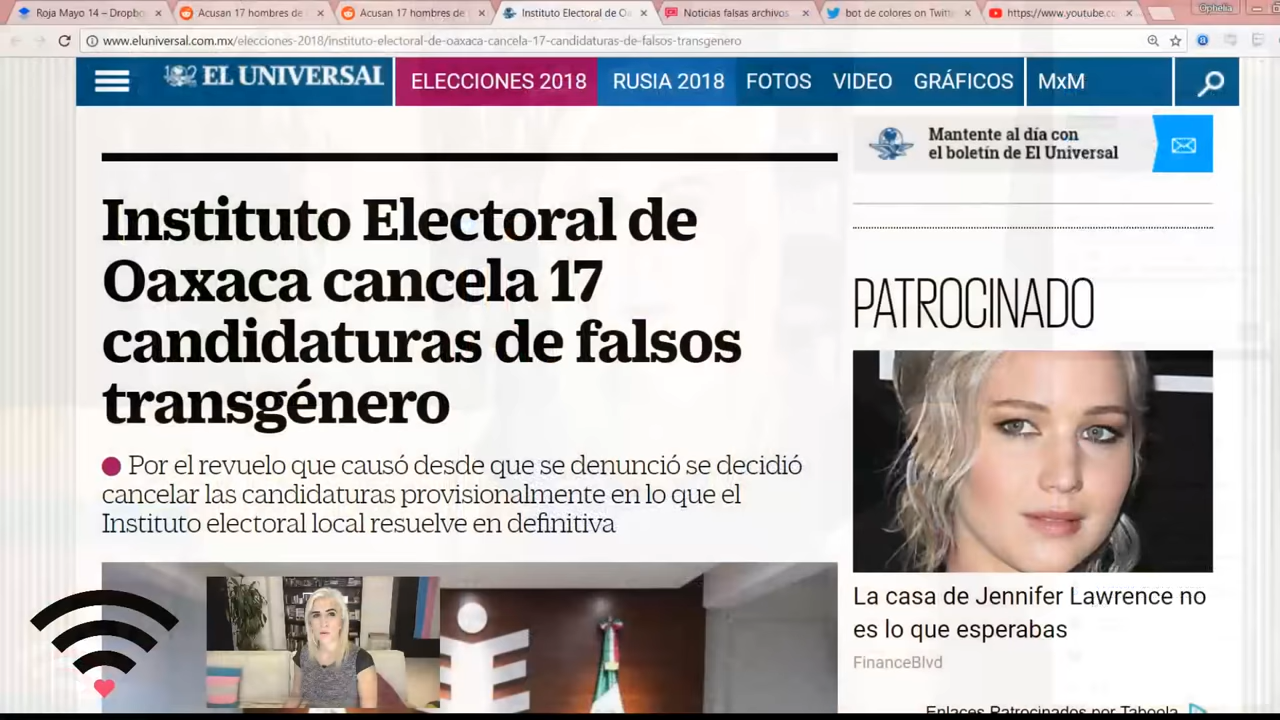 Roja Mayo 14 – Dropbo
Acusan 17 hombres de
Acusan 17 hombres de
Instituto Electoral de O
Noticias falsas archivos
bot de colores on Twitt
https://www.youtube.co
Ophelia
www.eluniversal.com.mx/elecciones-2018/instituto-electoral-de-oaxaca-cancela-17-candidaturas-de-falsos-transgenero
EL UNIVERSAL
ELECCIONES 2018
RUSIA 2018
FOTOS
VIDEO
GRÁFICOS
MxM
Mantente al día con
el boletín de El Universal
Instituto Electoral de
Oaxaca cancela 17
candidaturas de falsos
transgénero
Por el revuelo que causó desde que se denunció se decidió
cancelar las candidaturas provisionalmente en lo que el
Instituto electoral local resuelve en definitiva
PATROCINADO
La casa de Jennifer Lawrence no
es lo que esperabas
FinanceBlvd
Enlaces Patrocinados por Taboola